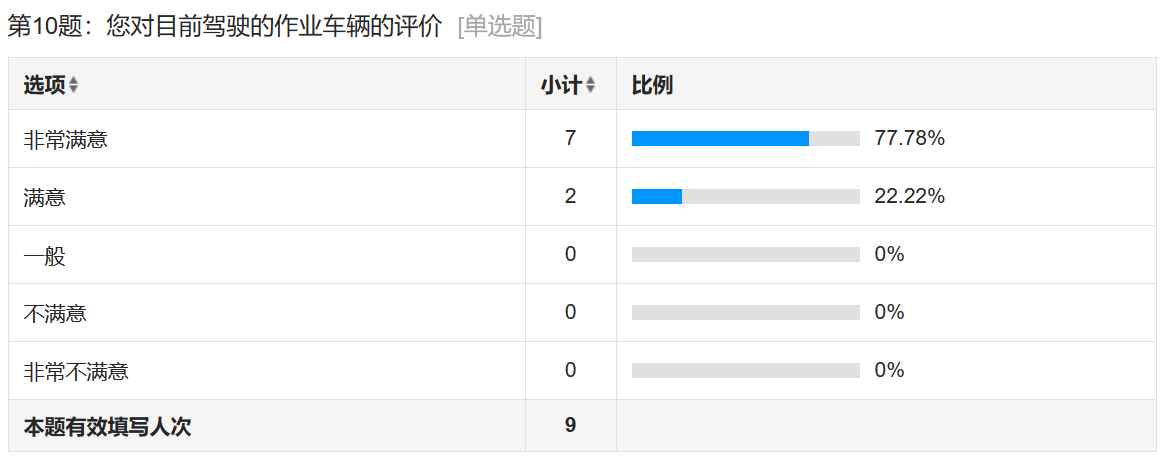 第10题：您对目前驾驶的作业车辆的评价 [单选题]
选项 小计 比例
非常满意 7 77.78%
满意 2 22.22%
一般 0 0%
不满意 0 0%
非常不满意 0 0%
本题有效填写人次 9